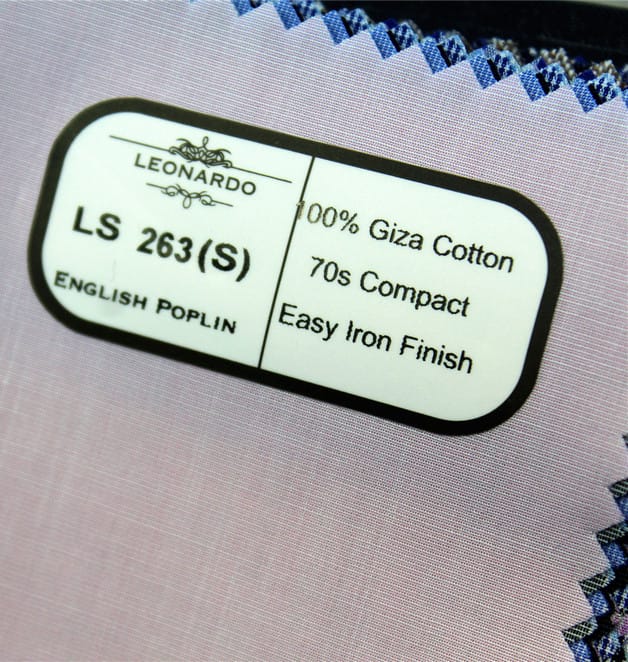 LEONARDO
LS 263(S)
ENGLISH POPLIN
100% Giza Cotton
70s Compact
Easy Iron Finish